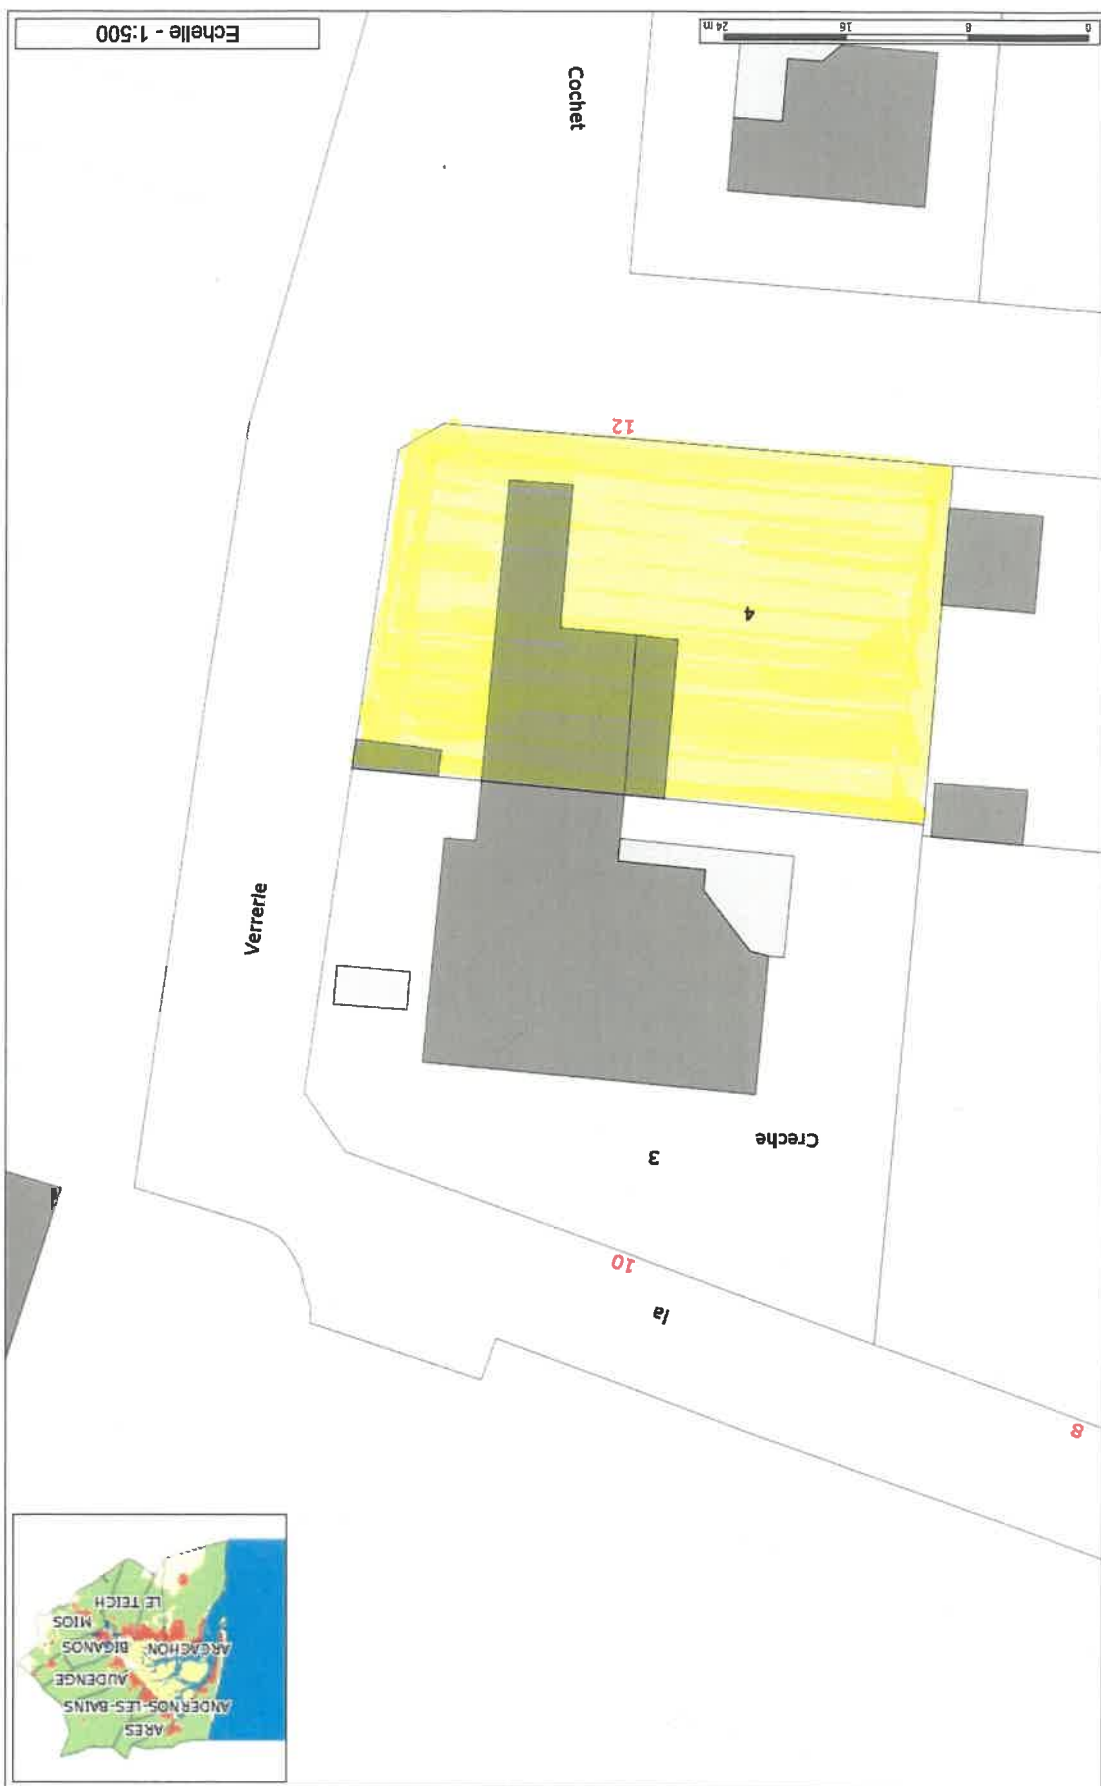 ARES
ANDERNOS-LES-BAINS
AUDENGE
ARCACHON BIGANOS
MIOS
LE TEICH
8
la
10
3
Creche
Verrerie
4
12
Cochet
0 8 16 24 m
Echelle - 1:500